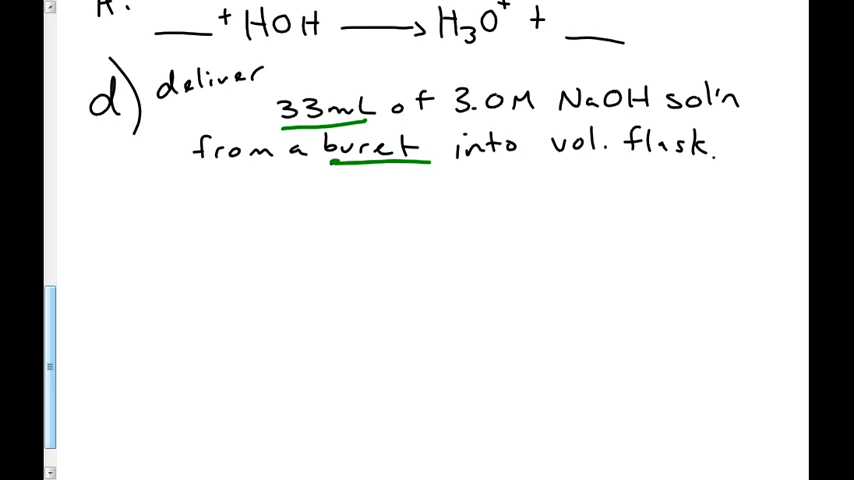 ___ + HOH ⟶ H₃O⁺ + ___
d) deliver
33mL of 3.0M NaOH sol'n
from a buret into vol. flask.